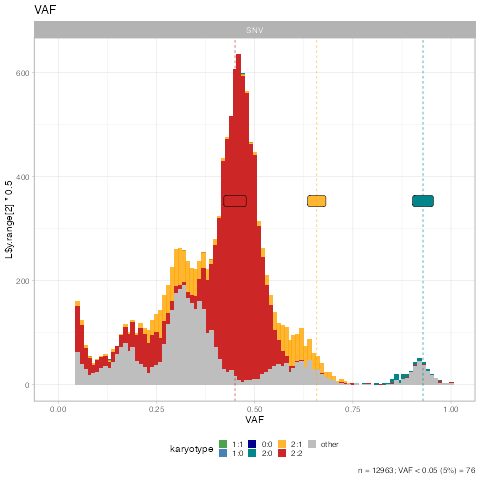 VAF
SNV
L$y.range[2] * 0.5
600
400
200
0
0.00 0.25 0.50 0.75 1.00
VAF
karyotype
1:1 0:0 2:1 other
1:0 2:0 2:2
n = 12963; VAF < 0.05 (5%) = 76